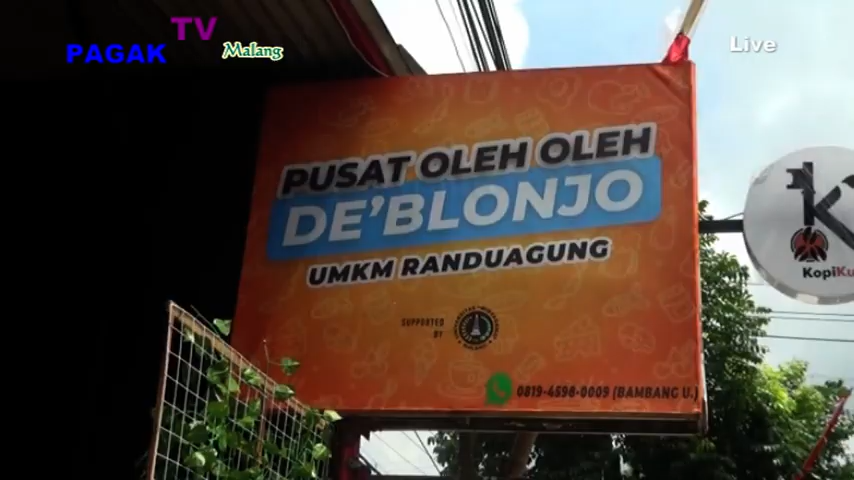 TV
PAGAK Malang
Live
PUSAT OLEH OLEH
DE'BLONJO
UMKM RANDUAGUNG
SUPPORTED
BY
0819-4598-0009 (BAMBANG U.)
k
KopiKu